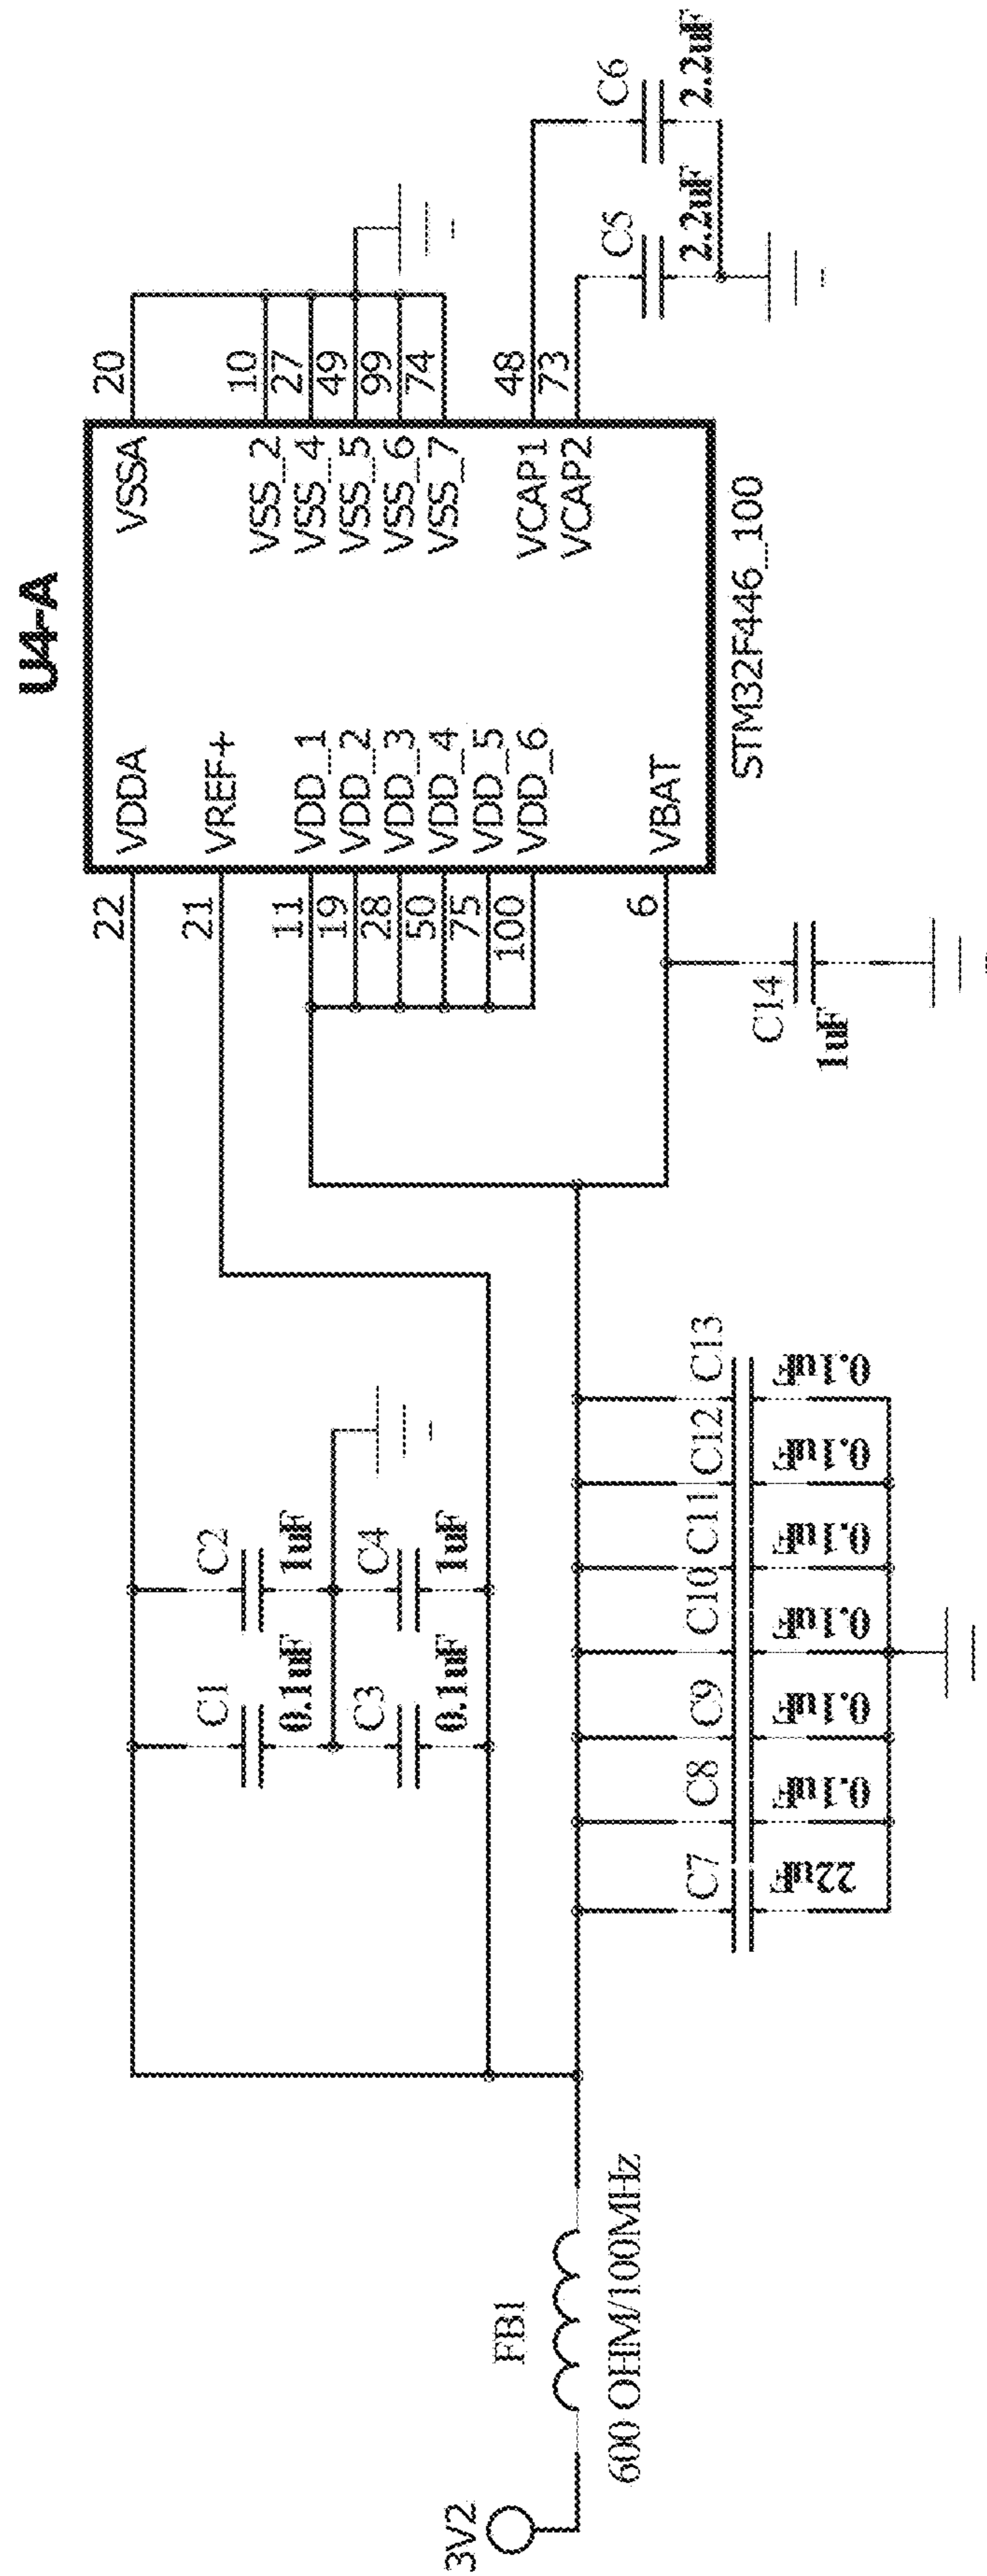 U4-A
22
VDDA
VSSA
20
21
VREF+
11
VDD_1
VSS_2
10
19
VDD_2
VSS_4
27
28
VDD_3
VSS_5
49
50
VDD_4
VSS_6
99
75
VDD_5
VSS_7
74
100
VDD_6
VCAP1
48
VCAP2
73
6
VBAT
STM32F446_100
C1
0.1uF
C2
1uF
C3
0.1uF
C4
1uF
C5
2.2uF
C6
2.2uF
3V2
FB1
600 OHM/100MHz
C7
C8
C9
C10
C11
C12
C13
22uF
0.1uF
0.1uF
0.1uF
0.1uF
0.1uF
0.1uF
C14
1uF